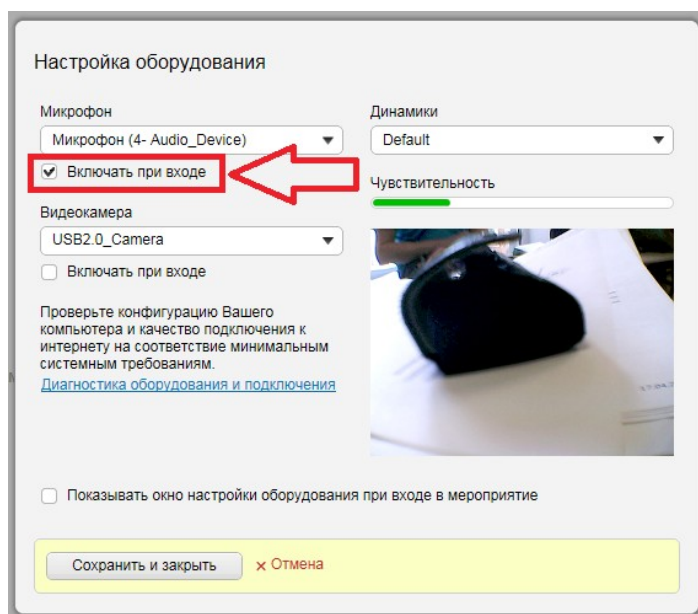 Настройка оборудования
Микрофон
Микрофон (4- Audio_Device)
Включать при входе
Видеокамера
USB2.0_Camera
Включать при входе
Проверьте конфигурацию Вашего
компьютера и качество подключения к
интернету на соответствие минимальным
системным требованиям.
Диагностика оборудования и подключения
Динамики
Default
Чувствительность
Показывать окно настройки оборудования при входе в мероприятие
Сохранить и закрыть
× Отмена